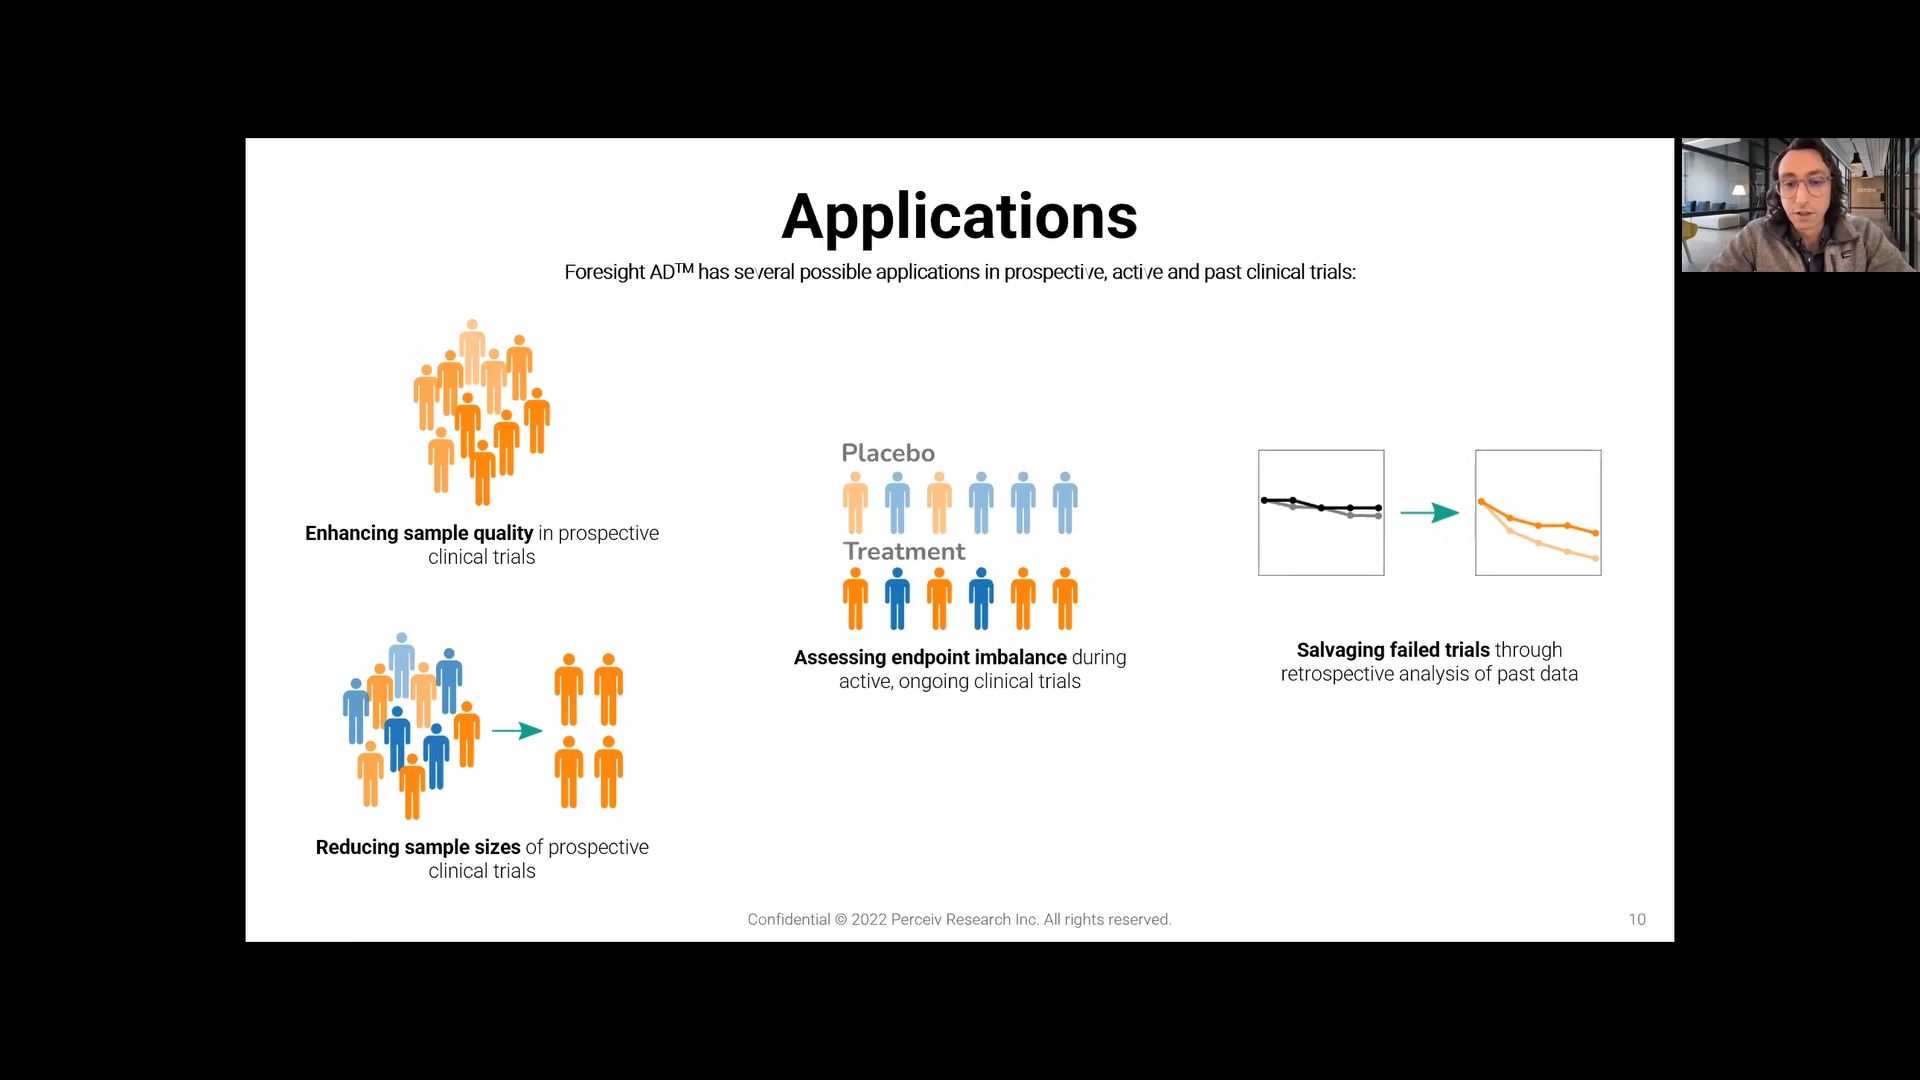 Applications
Foresight AD™ has several possible applications in prospective, active and past clinical trials:
Enhancing sample quality in prospective
clinical trials
Reducing sample sizes of prospective
clinical trials
Placebo
Treatment
Assessing endpoint imbalance during
active, ongoing clinical trials
Salvaging failed trials through
retrospective analysis of past data
Confidential © 2022 Perceiv Research Inc. All rights reserved.
10